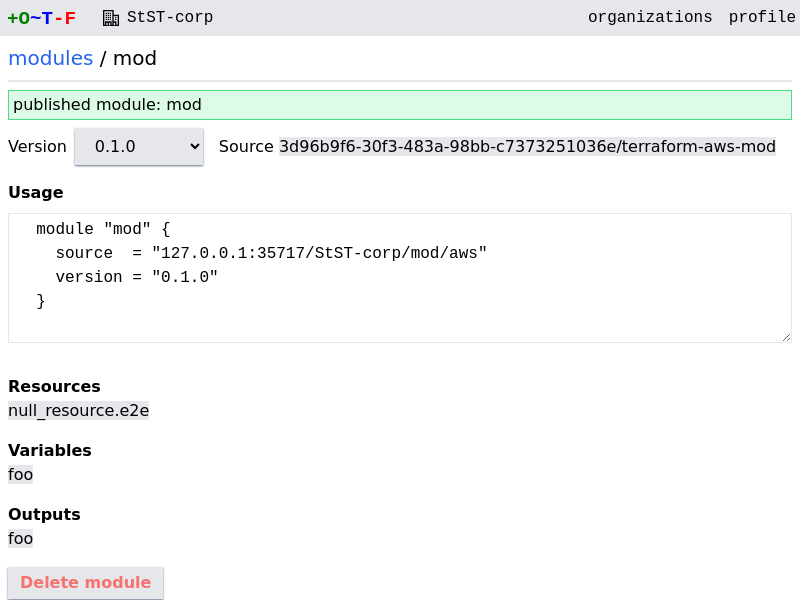 +O~T-F StST-corp organizations profile
modules / mod
published module: mod
Version 0.1.0 Source 3d96b9f6-30f3-483a-98bb-c7373251036e/terraform-aws-mod
Usage
module "mod" {
  source  = "127.0.0.1:35717/StST-corp/mod/aws"
  version = "0.1.0"
}
Resources
null_resource.e2e
Variables
foo
Outputs
foo
Delete module